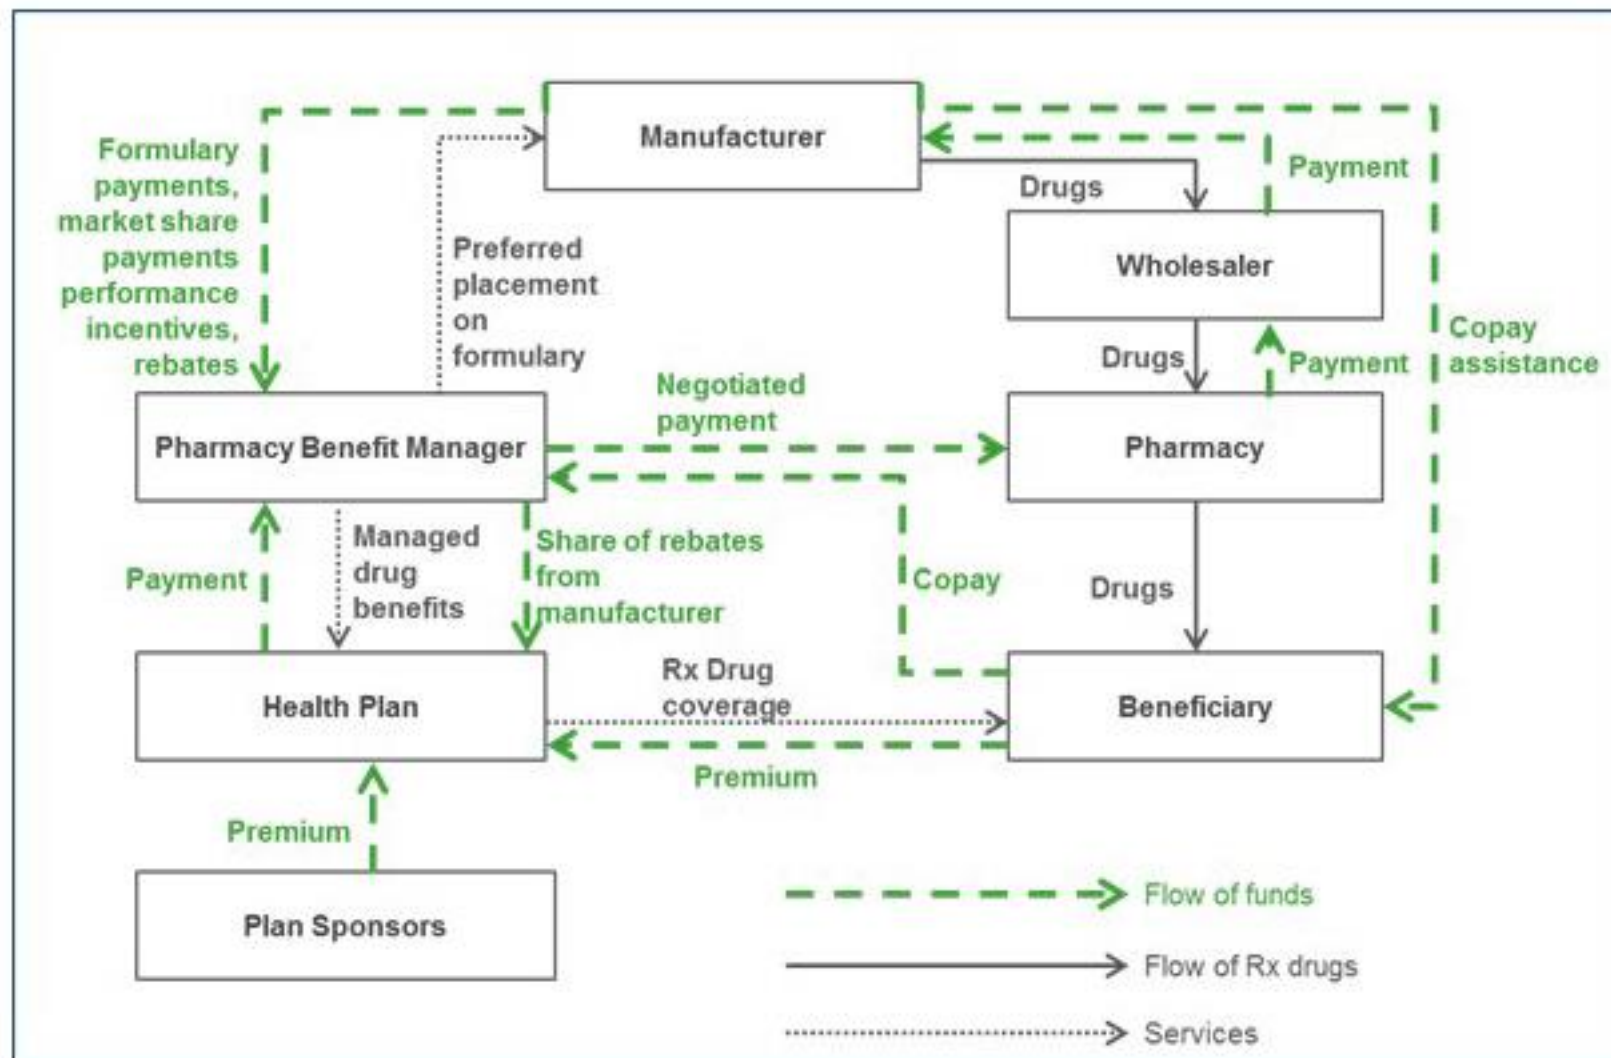 Manufacturer
Formulary
payments,
market share
payments
performance
incentives,
rebates
Preferred
placement
on
formulary
Drugs
Payment
Wholesaler
Copay
assistance
Drugs
Payment
Negotiated
payment
Pharmacy Benefit Manager
Pharmacy
Payment
Managed
drug
benefits
Share of rebates
from
manufacturer
Copay
Drugs
Health Plan
Rx Drug
coverage
Premium
Beneficiary
Premium
Plan Sponsors
Flow of funds
Flow of Rx drugs
Services